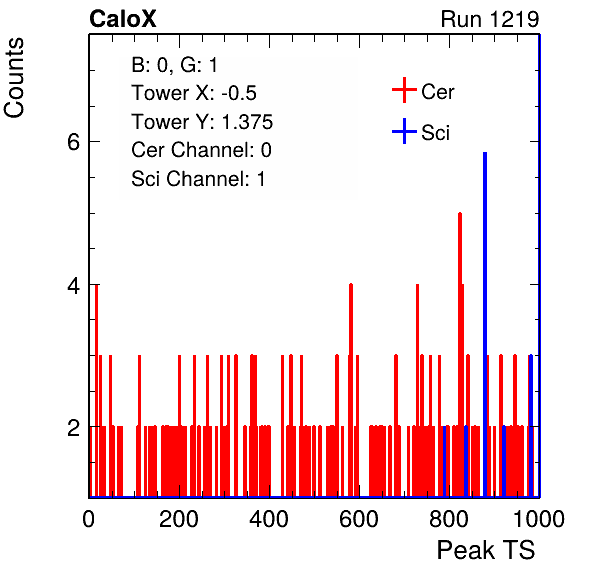 CaloX Run 1219
Counts
B: 0, G: 1
Tower X: -0.5
Tower Y: 1.375
Cer Channel: 0
Sci Channel: 1
Cer
Sci
6
4
2
0 200 400 600 800 1000
Peak TS